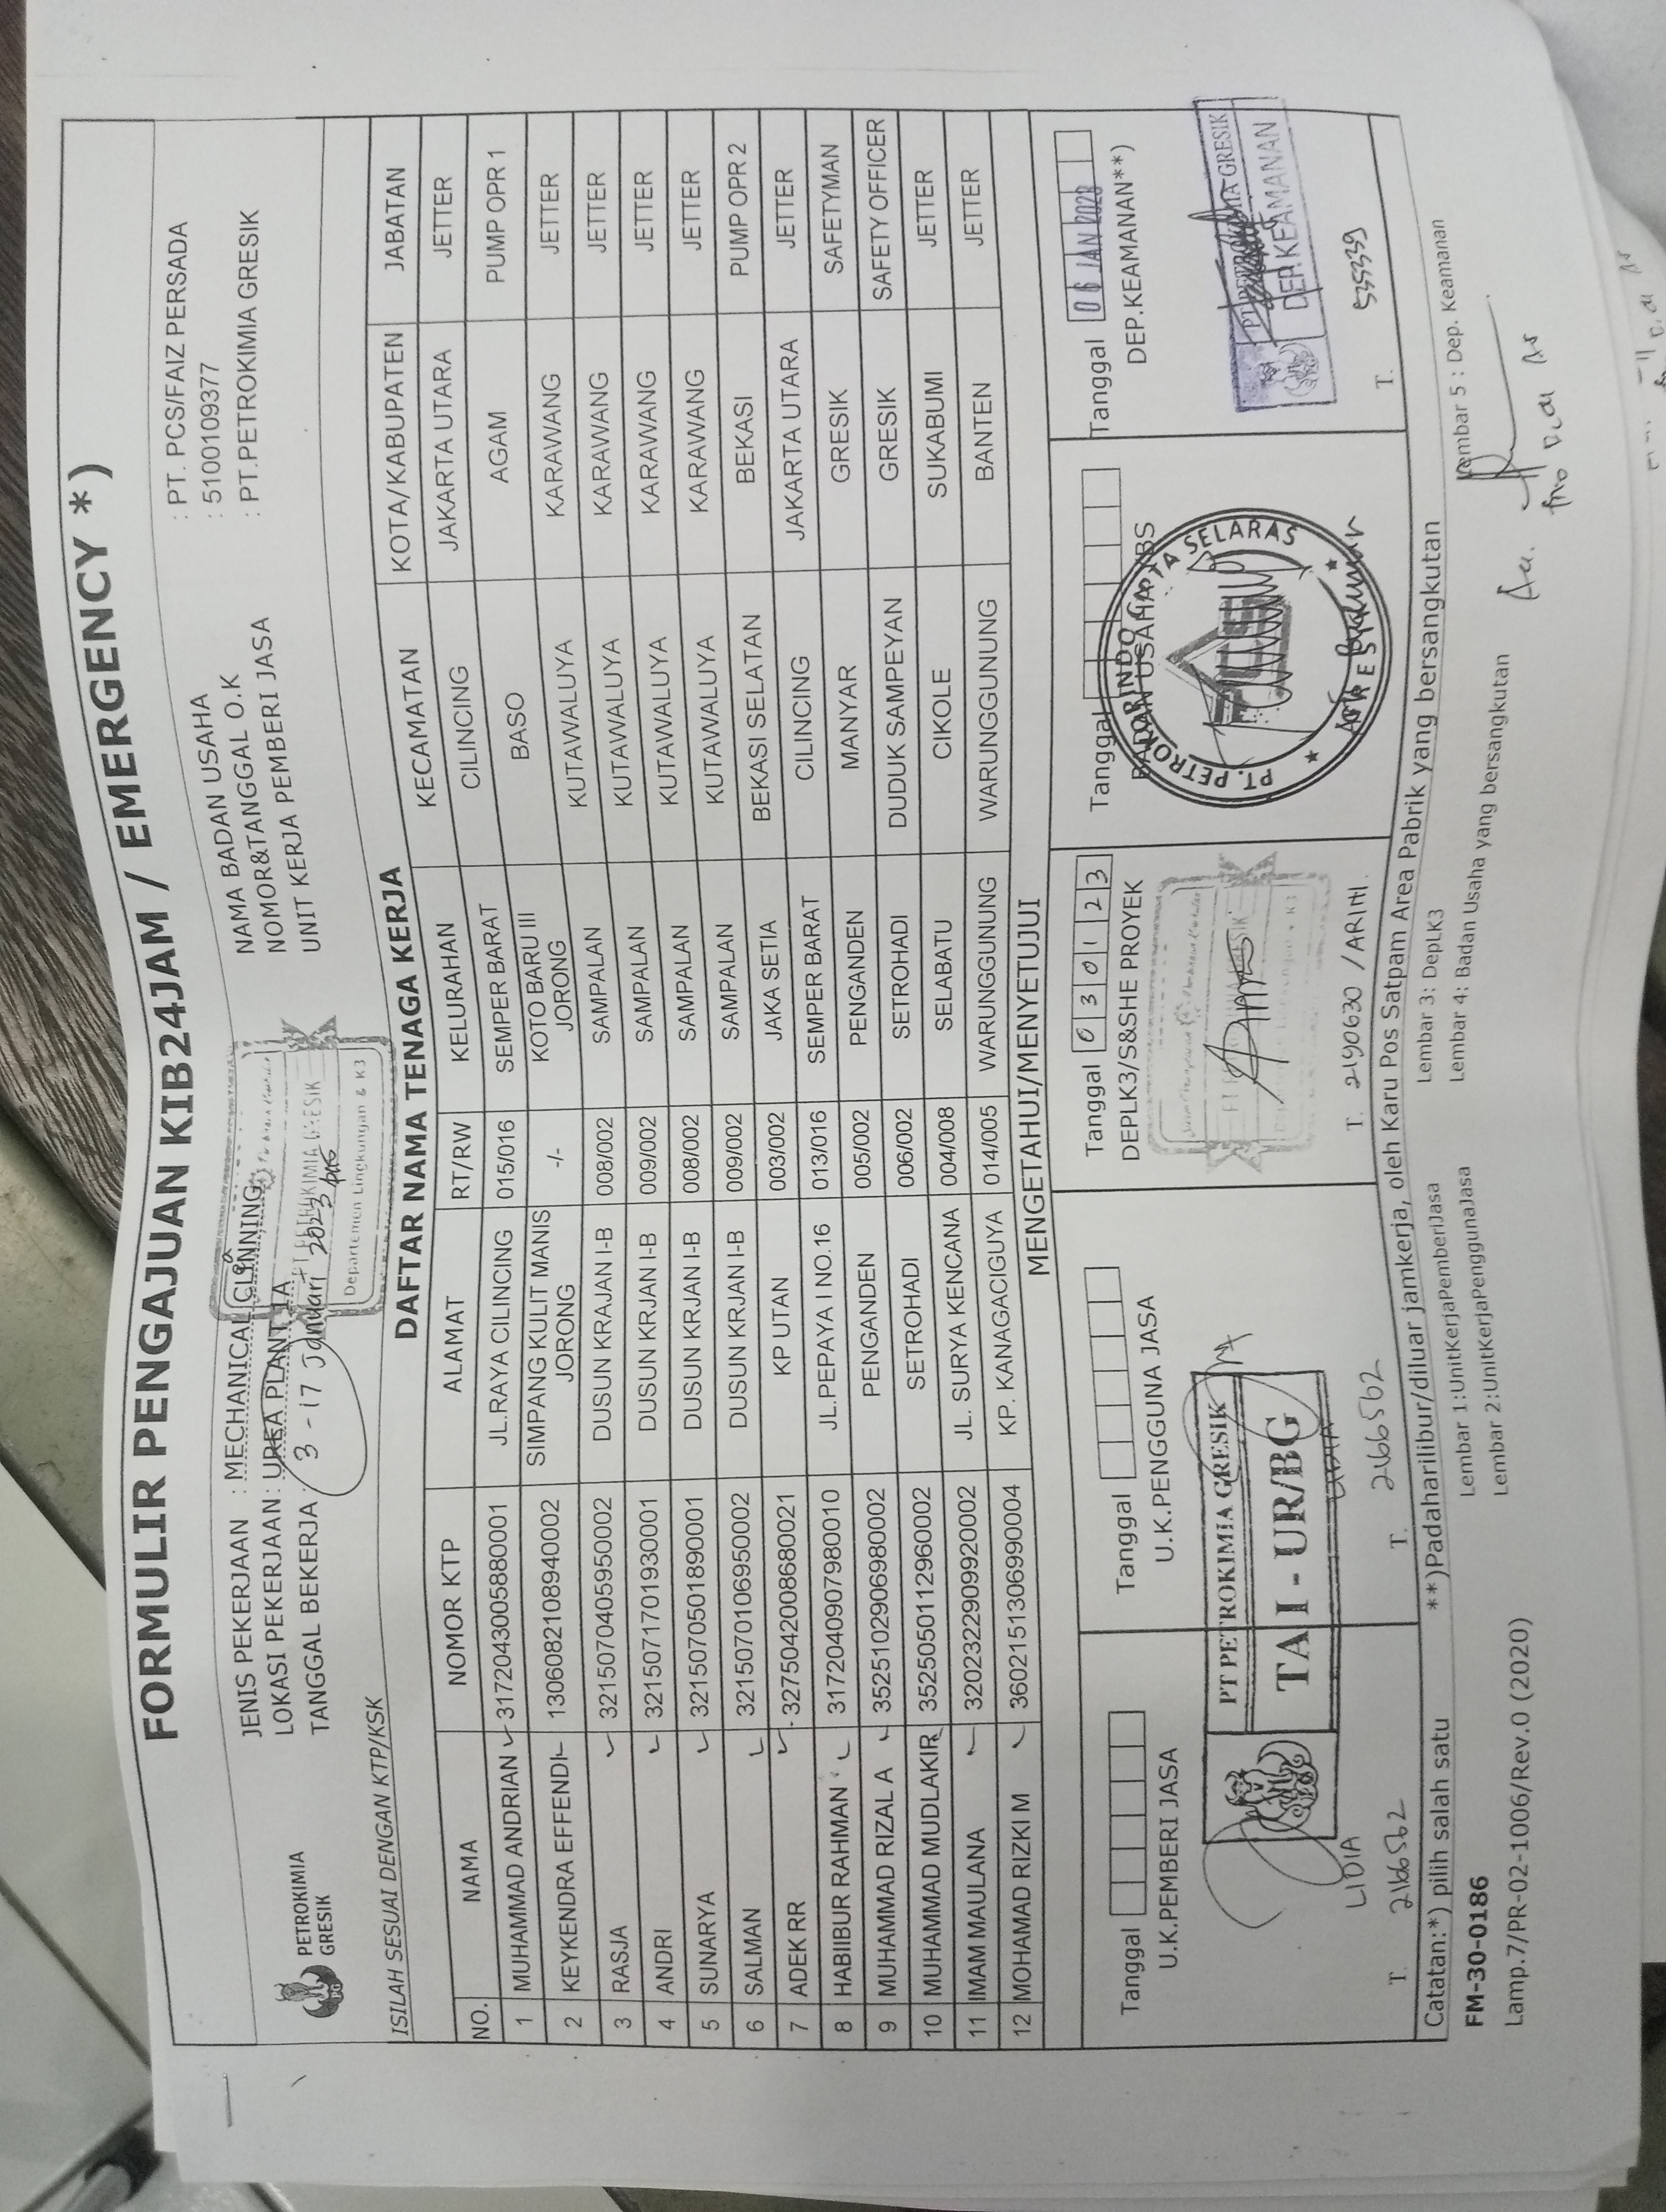 FORMULIR PENGAJUAN KIB24JAM / EMERGENCY *)
PETROKIMIA
GRESIK
JENIS PEKERJAAN : MECHANICAL CLINNING
LOKASI PEKERJAAN : UREA PLANT IA
TANGGAL BEKERJA : 3 - 17 Januari 2023
NAMA BADAN USAHA : PT. PCS/FAIZ PERSADA
NOMOR&TANGGAL O.K : 5100109377
UNIT KERJA PEMBERI JASA : PT.PETROKIMIA GRESIK
Departemen Lingkungan & K3
ISILAH SESUAI DENGAN KTP/KSK
DAFTAR NAMA TENAGA KERJA
NO. NAMA NOMOR KTP ALAMAT RT/RW KELURAHAN KECAMATAN KOTA/KABUPATEN JABATAN
1 MUHAMMAD ANDRIAN 3172043005880001 JL.RAYA CILINCING 015/016 SEMPER BARAT CILINCING JAKARTA UTARA JETTER
2 KEYKENDRA EFFENDI 1306082108940002 SIMPANG KULIT MANIS JORONG -/- KOTO BARU III JORONG BASO AGAM PUMP OPR 1
3 RASJA 3215070405950002 DUSUN KRAJAN I-B 008/002 SAMPALAN KUTAWALUYA KARAWANG JETTER
4 ANDRI 3215071701930001 DUSUN KRJAN I-B 009/002 SAMPALAN KUTAWALUYA KARAWANG JETTER
5 SUNARYA 3215070501890001 DUSUN KRJAN I-B 008/002 SAMPALAN KUTAWALUYA KARAWANG JETTER
6 SALMAN 3215070106950002 DUSUN KRJAN I-B 009/002 SAMPALAN KUTAWALUYA KARAWANG JETTER
7 ADEK RR 3275042008680021 KP UTAN 003/002 JAKA SETIA BEKASI SELATAN BEKASI PUMP OPR 2
8 HABIIBUR RAHMAN 3172040907980010 JL.PEPAYA I NO.16 013/016 SEMPER BARAT CILINCING JAKARTA UTARA JETTER
9 MUHAMMAD RIZAL A 3525102906980002 PENGANDEN 005/002 PENGANDEN MANYAR GRESIK SAFETYMAN
10 MUHAMMAD MUDLAKIR 3525050112960002 SETROHADI 006/002 SETROHADI DUDUK SAMPEYAN GRESIK SAFETY OFFICER
11 IMAM MAULANA 3202322909920002 JL. SURYA KENCANA 004/008 SELABATU CIKOLE SUKABUMI JETTER
12 MOHAMAD RIZKI M 3602151306990004 KP. KANAGACIGUYA 014/005 WARUNGGUNUNG WARUNGGUNUNG BANTEN JETTER
MENGETAHUI/MENYETUJUI
Tanggal
U.K.PEMBERI JASA
LIDIA
T. 2166562
Tanggal
U.K.PENGGUNA JASA
PT PETROKIMIA GRESIK
TAI - UR/BG
T. 2166562
Tanggal 030123
DEPLK3/S&SHE PROYEK
T. 2190630 / ARIHI.
Tanggal
BADAN USAHA
PT. PETROKORINDO CIPTA SELARAS
GRESIK
Tanggal 06 JAN 2023
DEP.KEAMANAN**)
PT PETROKIMIA GRESIK
DEP.KEAMANAN
T. 535339
Catatan:*) pilih salah satu **)Padaharilibur/diluar jamkerja, oleh Karu Pos Satpam Area Pabrik yang bersangkutan
FM-30-0186
Lamp.7/PR-02-1006/Rev.0 (2020)
Lembar 1:UnitKerjaPemberiJasa
Lembar 2:UnitKerjaPenggunaJasa
Lembar 3: DepLK3
Lembar 4: Badan Usaha yang bersangkutan
Lembar 5 : Dep. Keamanan